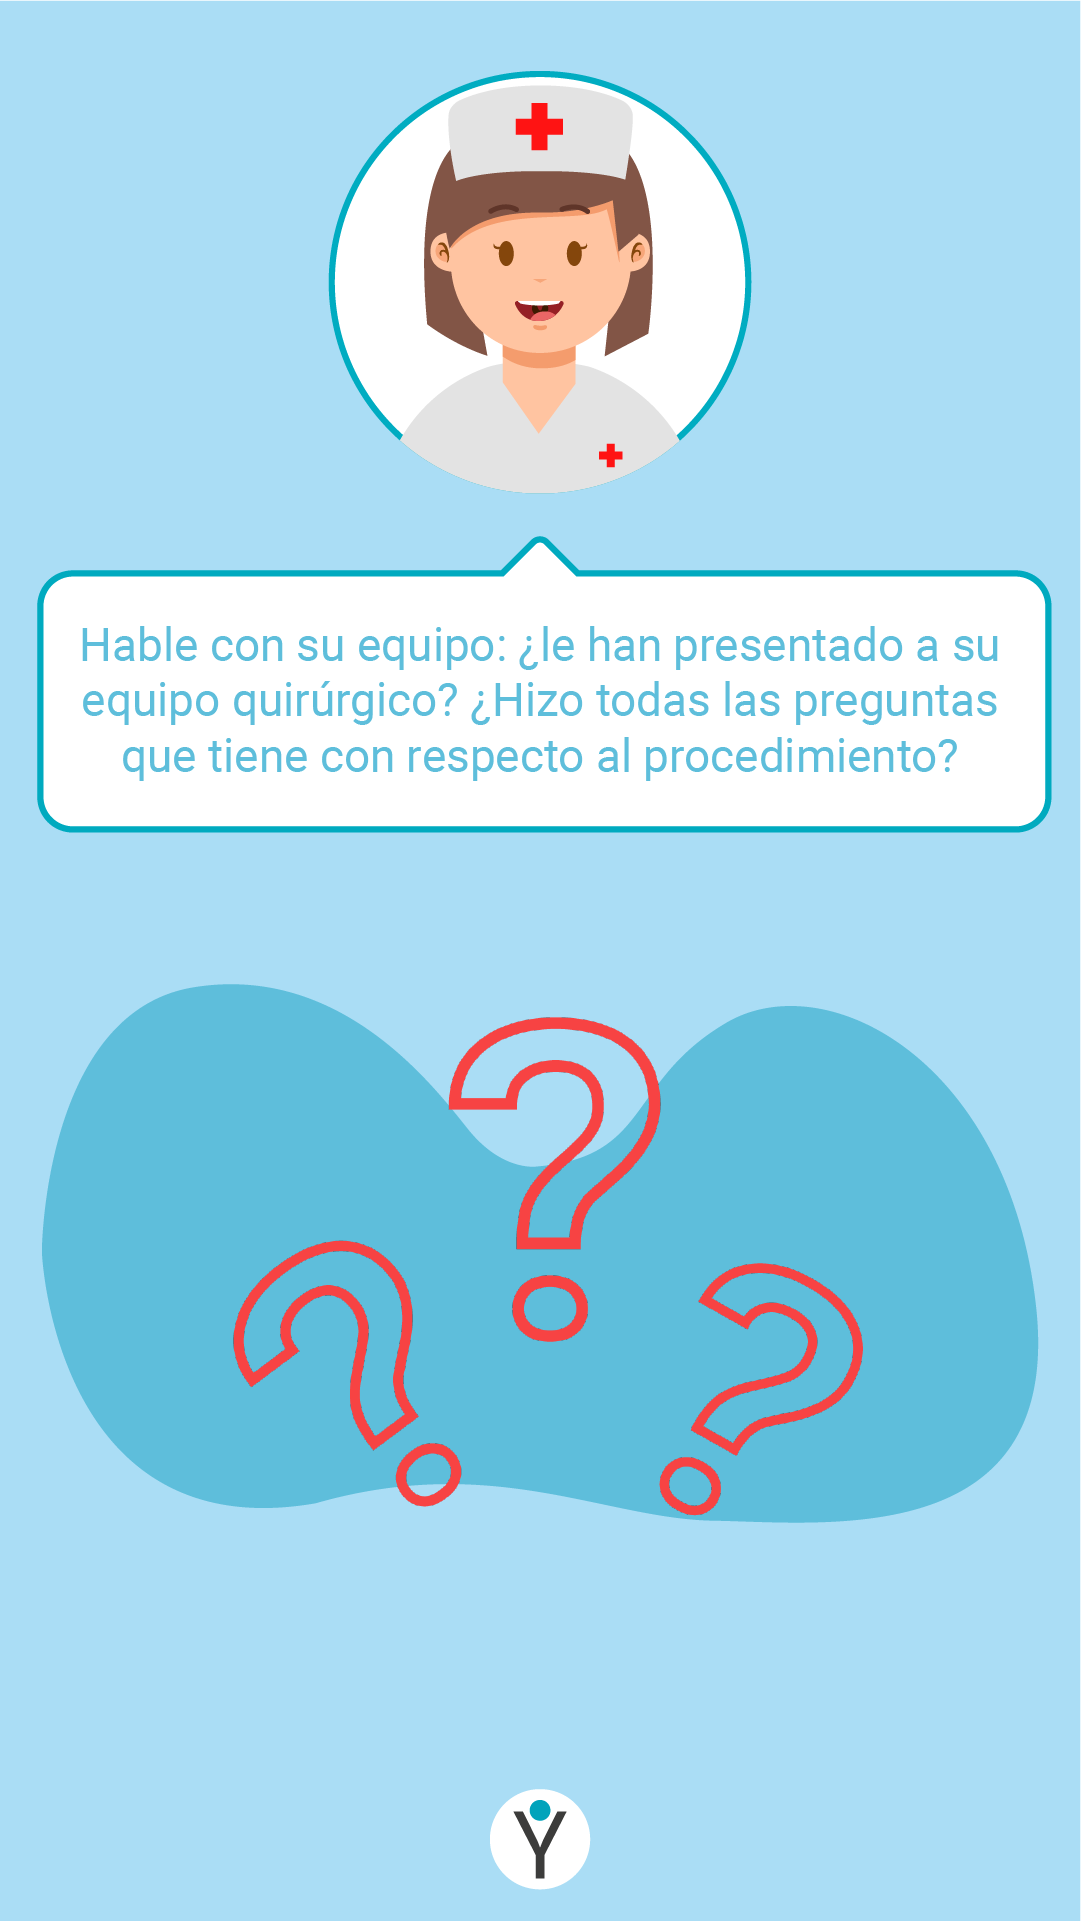 Hable con su equipo: ¿le han presentado a su
equipo quirúrgico? ¿Hizo todas las preguntas
que tiene con respecto al procedimiento?
? ? ?
Y